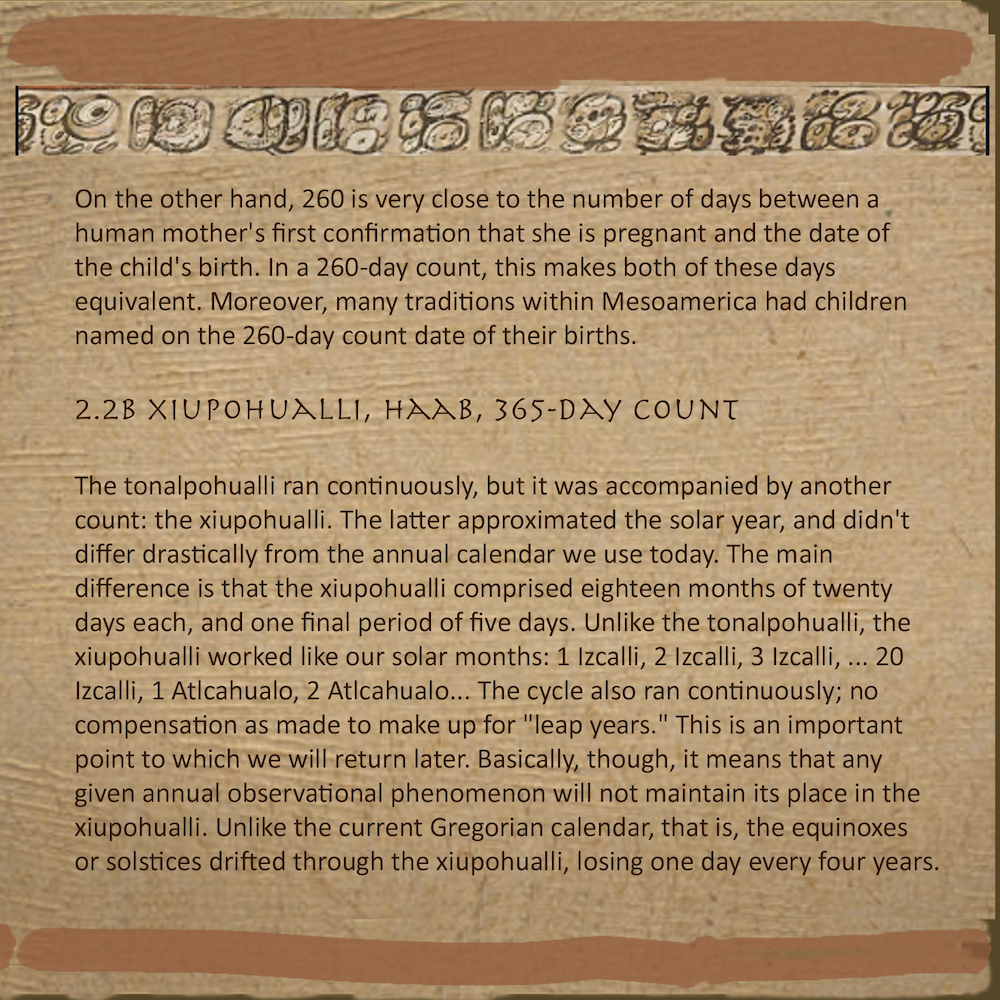 On the other hand, 260 is very close to the number of days between a
human mother's first confirmation that she is pregnant and the date of
the child's birth. In a 260-day count, this makes both of these days
equivalent. Moreover, many traditions within Mesoamerica had children
named on the 260-day count date of their births.
2.2B XIUPOHUALLI, HAAB, 365-DAY COUNT
The tonalpohualli ran continuously, but it was accompanied by another
count: the xiupohualli. The latter approximated the solar year, and didn't
differ drastically from the annual calendar we use today. The main
difference is that the xiupohualli comprised eighteen months of twenty
days each, and one final period of five days. Unlike the tonalpohualli, the
xiupohualli worked like our solar months: 1 Izcalli, 2 Izcalli, 3 Izcalli, ... 20
Izcalli, 1 Atlcahualo, 2 Atlcahualo... The cycle also ran continuously; no
compensation as made to make up for "leap years." This is an important
point to which we will return later. Basically, though, it means that any
given annual observational phenomenon will not maintain its place in the
xiupohualli. Unlike the current Gregorian calendar, that is, the equinoxes
or solstices drifted through the xiupohualli, losing one day every four years.